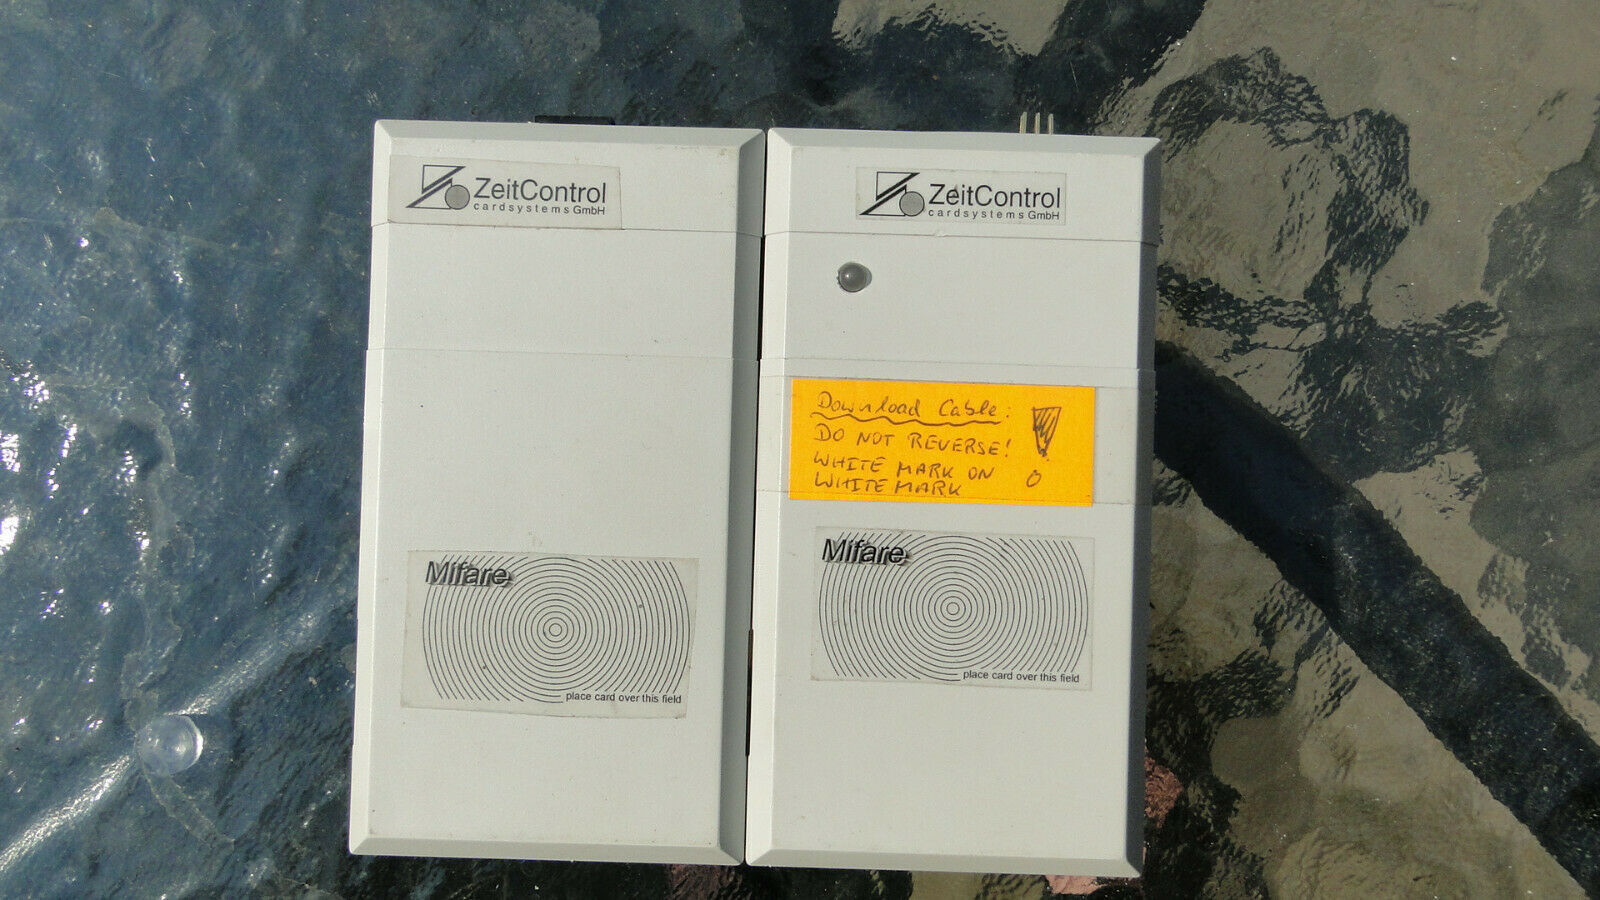 ZeitControl
cardsystems GmbH
Mifare
place card over this field
ZeitControl
cardsystems GmbH
Download Cable:
DO NOT REVERSE!
WHITE MARK ON
WHITE MARK
Mifare
place card over this field